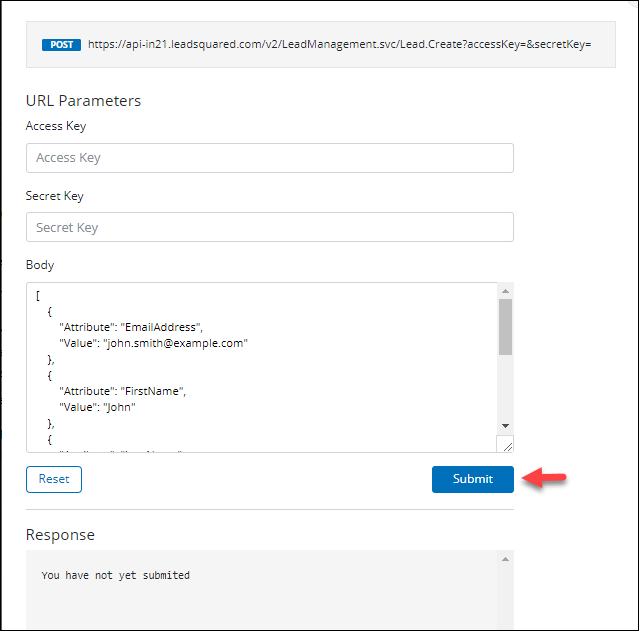 POST https://api-in21.leadsquared.com/v2/LeadManagement.svc/Lead.Create?accessKey=&secretKey=
URL Parameters
Access Key
Access Key
Secret Key
Secret Key
Body
[
{
"Attribute": "EmailAddress",
"Value": "john.smith@example.com"
},
{
"Attribute": "FirstName",
"Value": "John"
},
{
Reset
Submit
Response
You have not yet submited